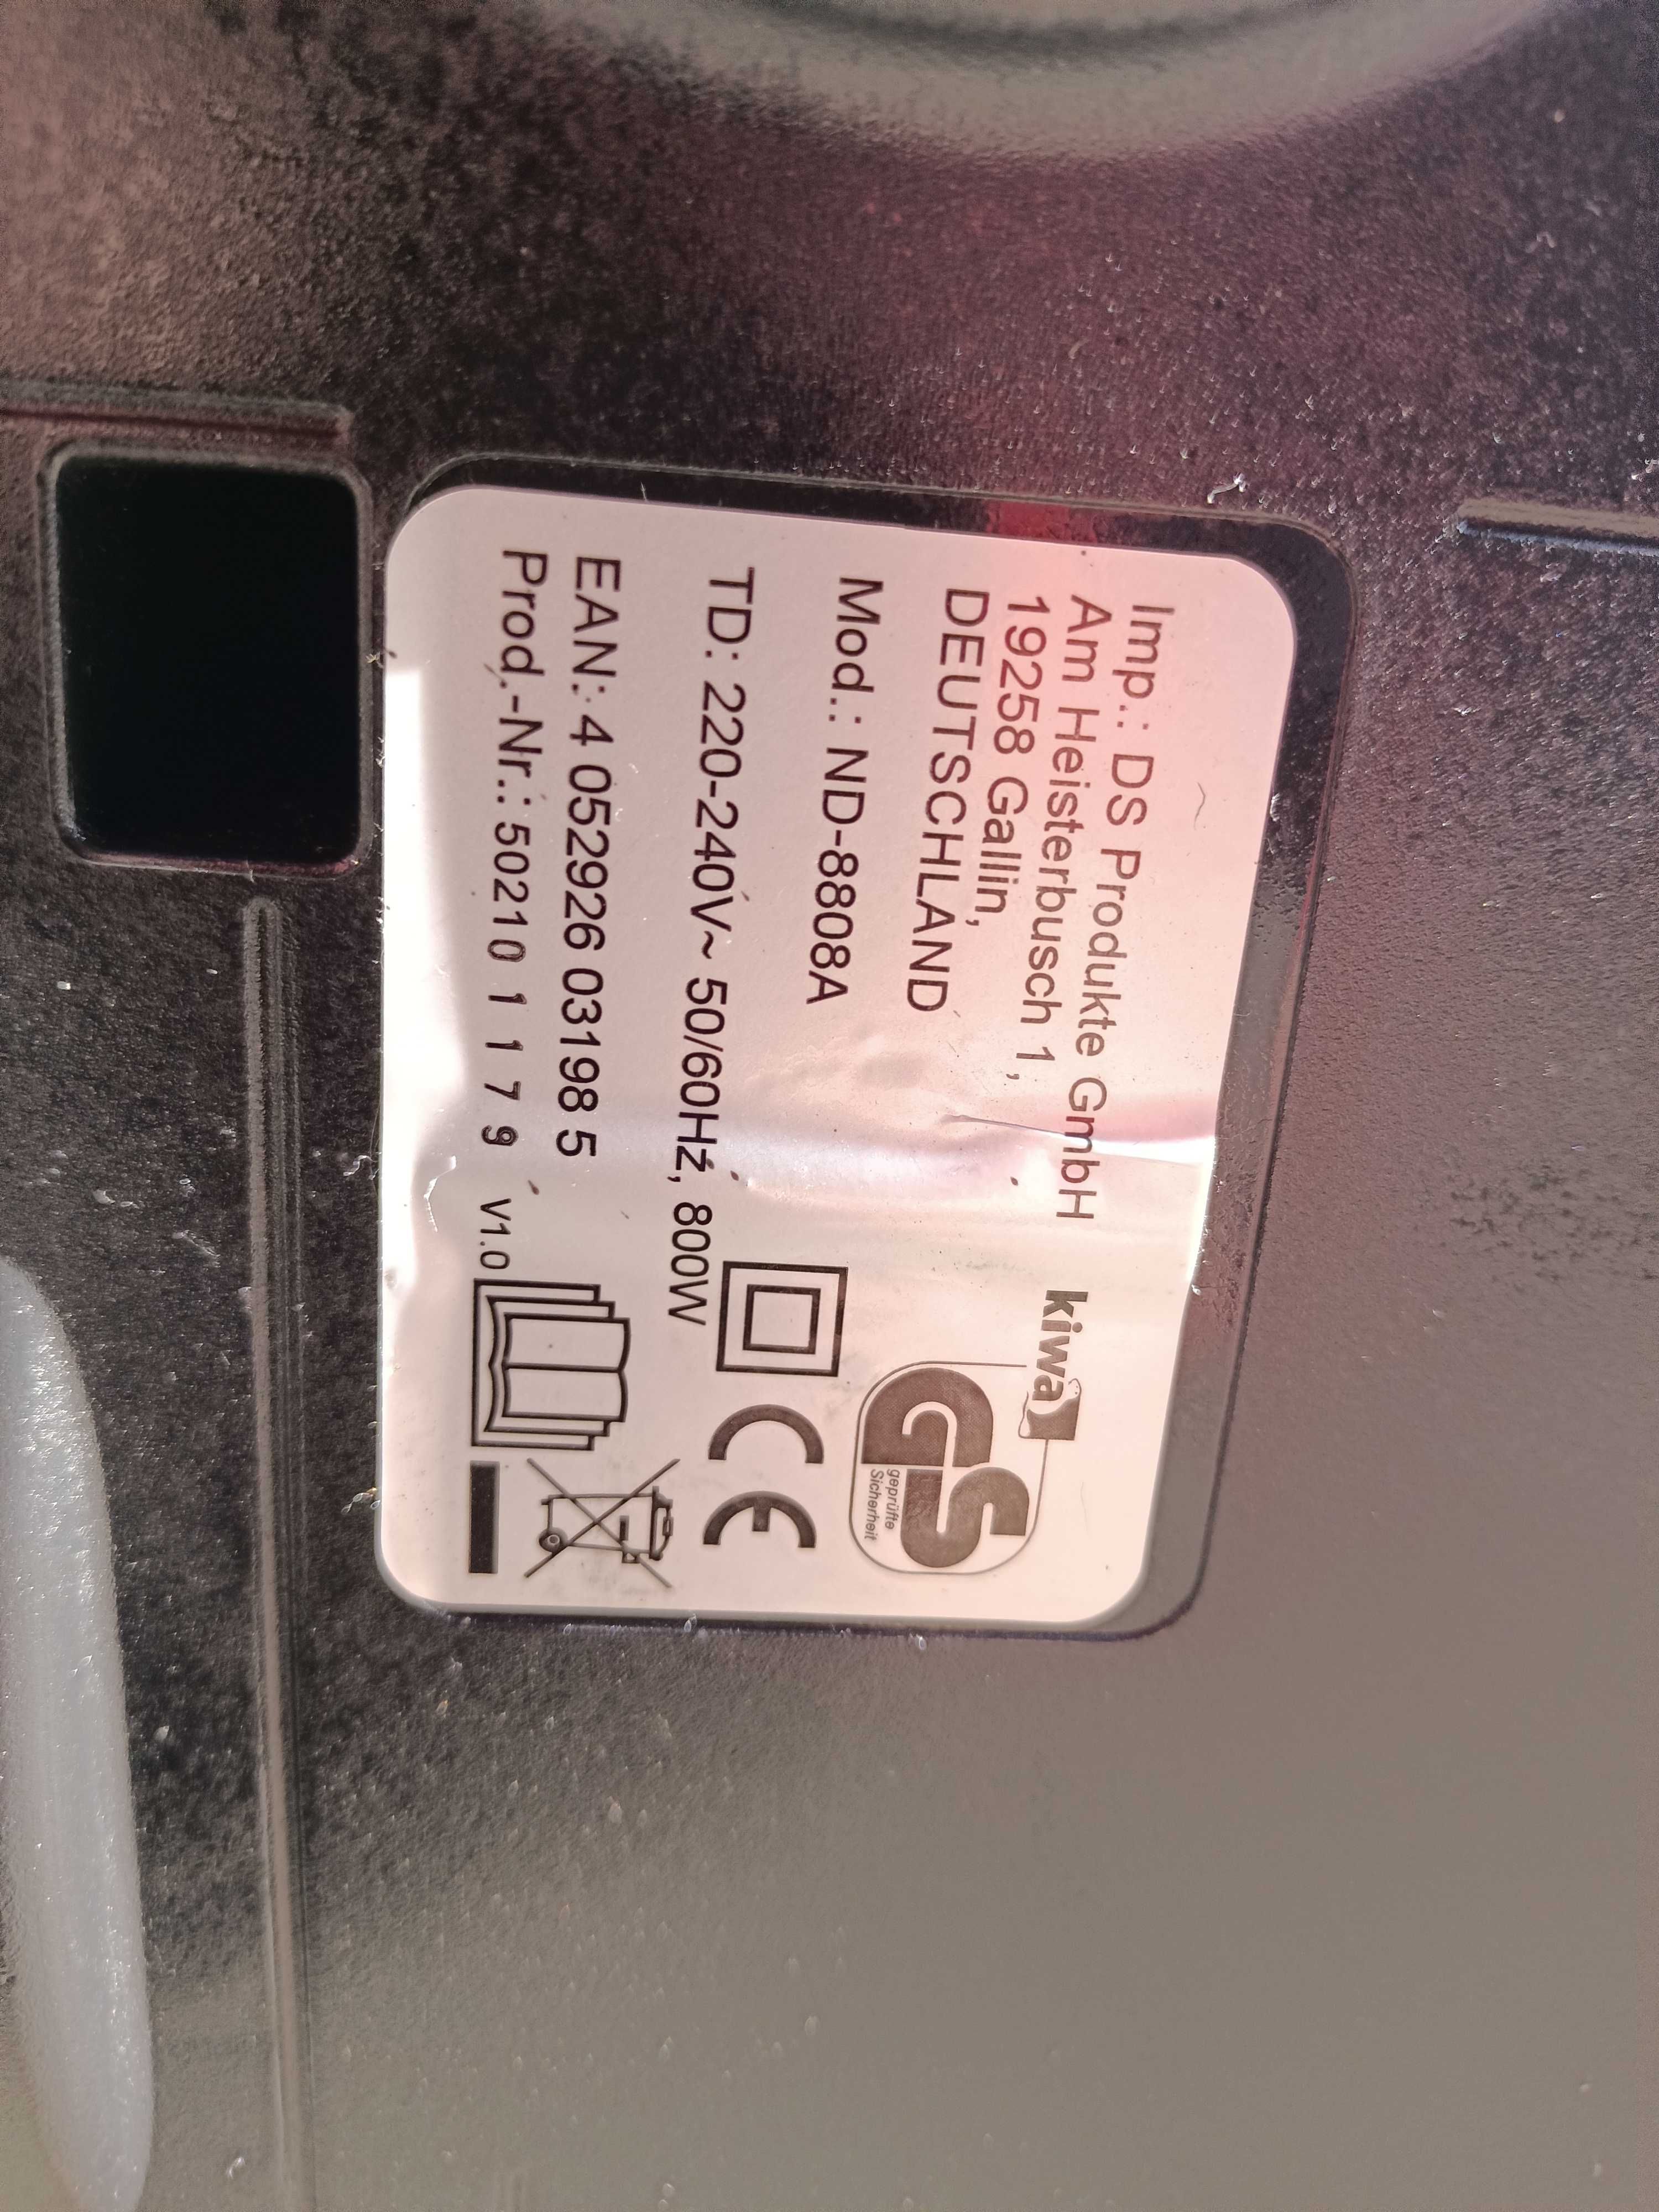 Imp.: DS Produkte GmbH
Am Heisterbusch 1,
19258 Gallin,
DEUTSCHLAND
kiwa
GS
geprüfte
Sicherheit
Mod.: ND-8808A
TD: 220-240V~ 50/60Hz, 800W
CE
EAN: 4 052926 03198 5
Prod.-Nr.: 50210 1 1 7 9 V1.0